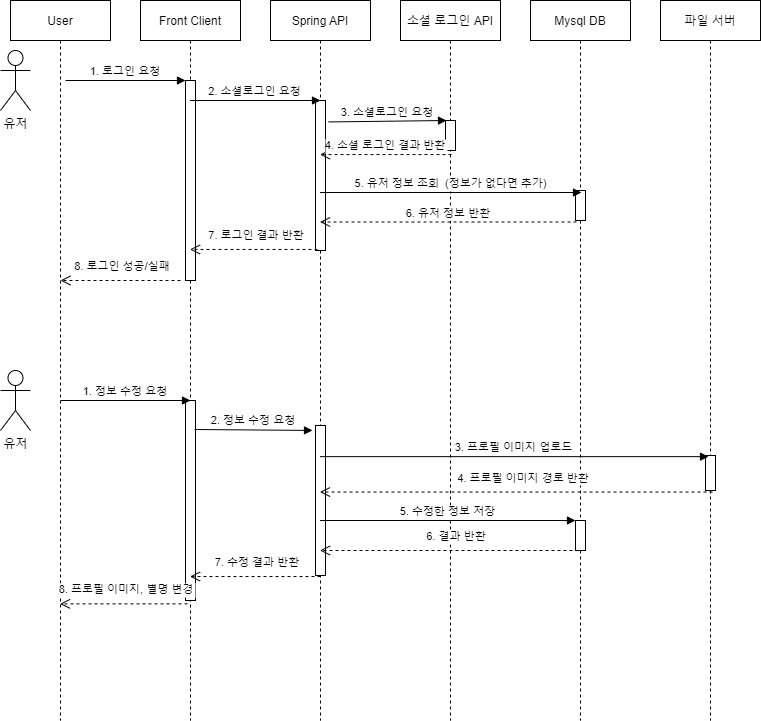 User
Front Client
Spring API
소셜 로그인 API
Mysql DB
파일 서버
유저
1. 로그인 요청
2. 소셜로그인 요청
3. 소셜로그인 요청
4. 소셜 로그인 결과 반환
5. 유저 정보 조회 (정보가 없다면 추가)
6. 유저 정보 반환
7. 로그인 결과 반환
8. 로그인 성공/실패
유저
1. 정보 수정 요청
2. 정보 수정 요청
3. 프로필 이미지 업로드
4. 프로필 이미지 경로 반환
5. 수정한 정보 저장
6. 결과 반환
7. 수정 결과 반환
8. 프로필 이미지, 별명 변경